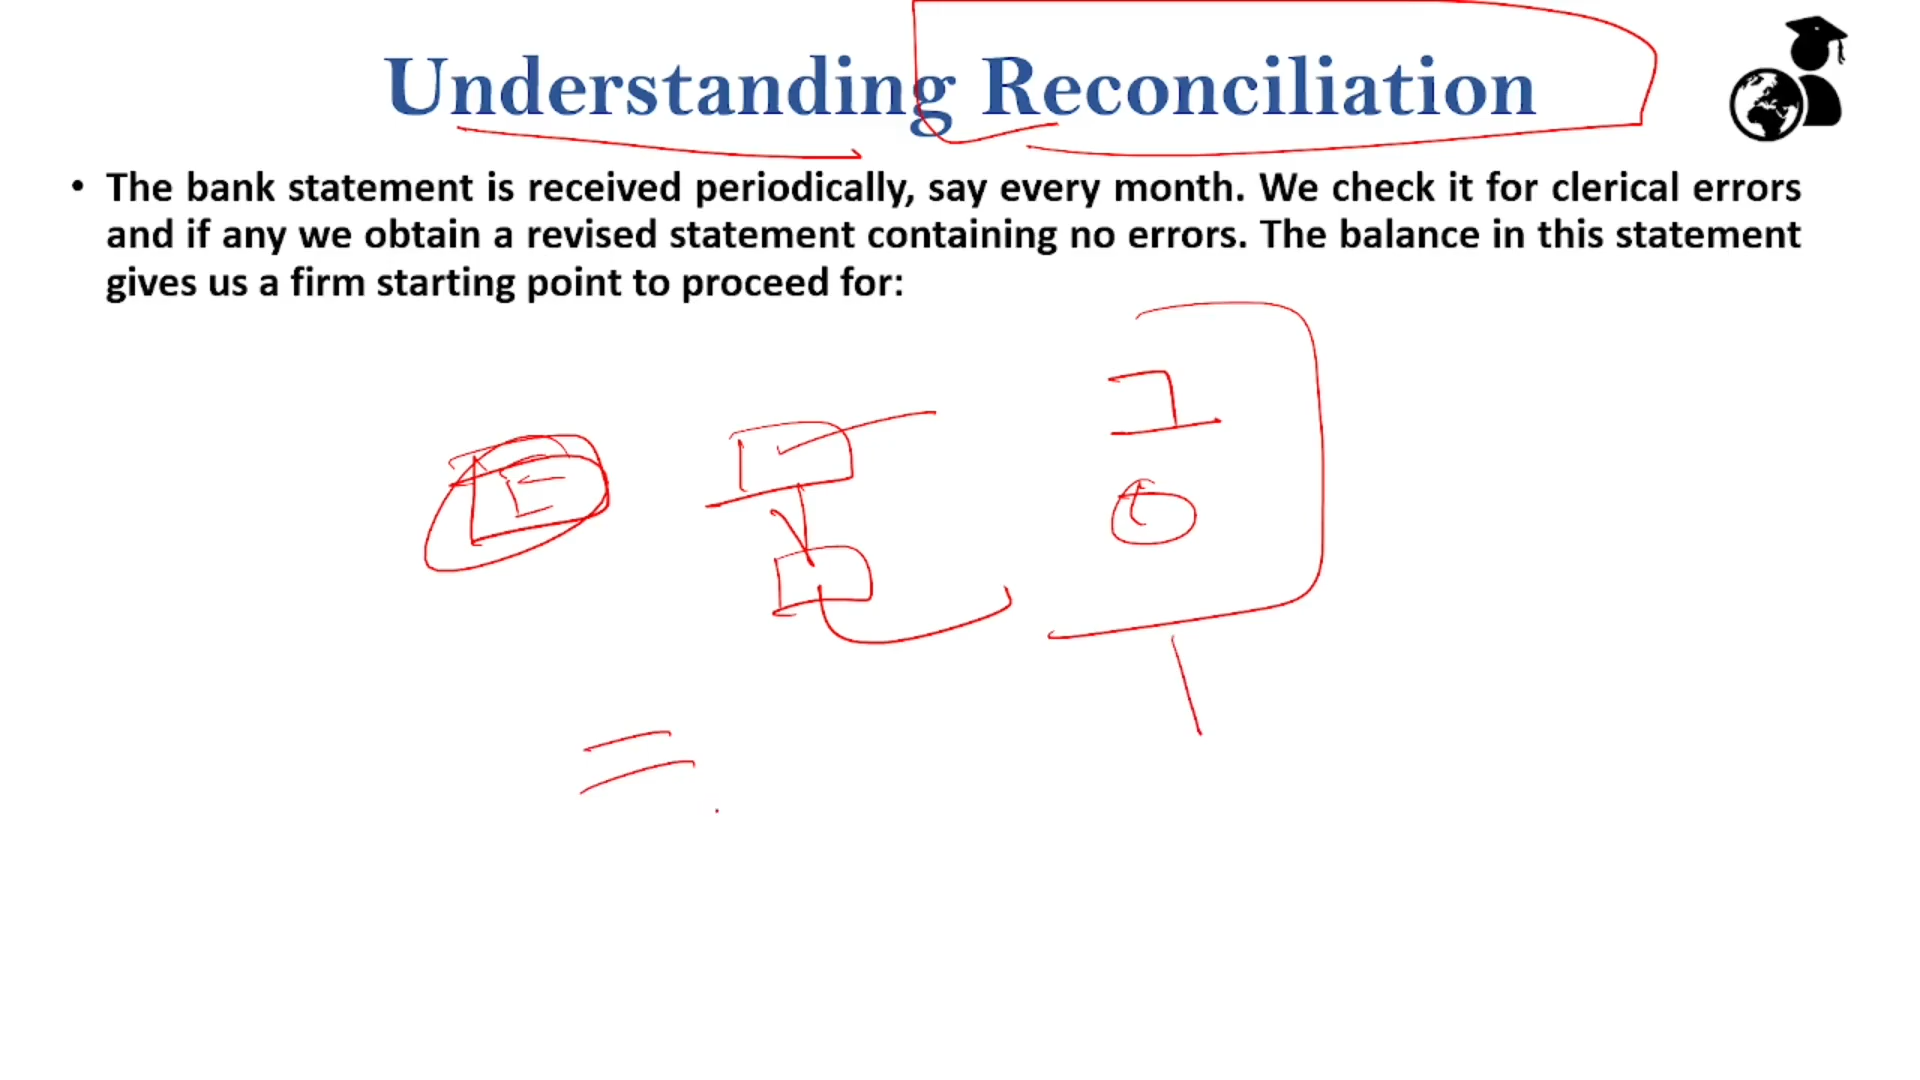 Understanding Reconciliation
• The bank statement is received periodically, say every month. We check it for clerical errors
and if any we obtain a revised statement containing no errors. The balance in this statement
gives us a firm starting point to proceed for:
E